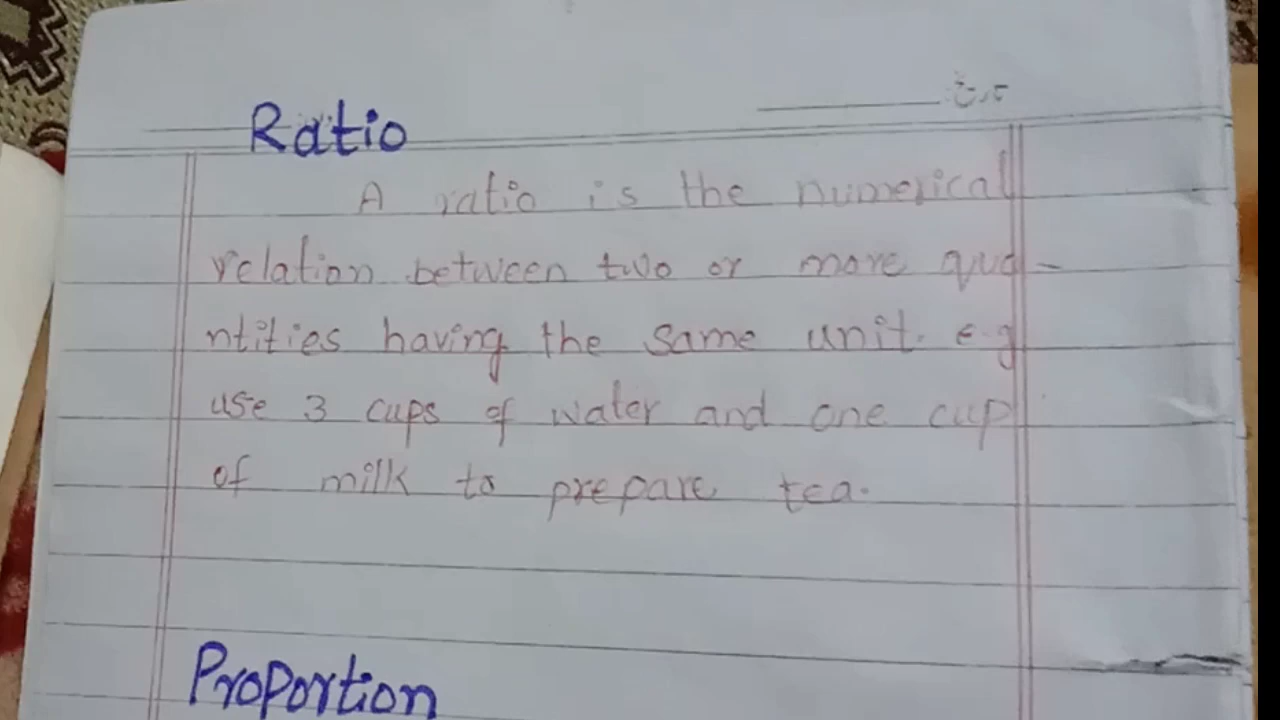 Ratio
A ratio is the numerical
relation between two or more qua-
ntities having the same unit. e.g
use 3 cups of water and one cup
of milk to prepare tea.
Proportion